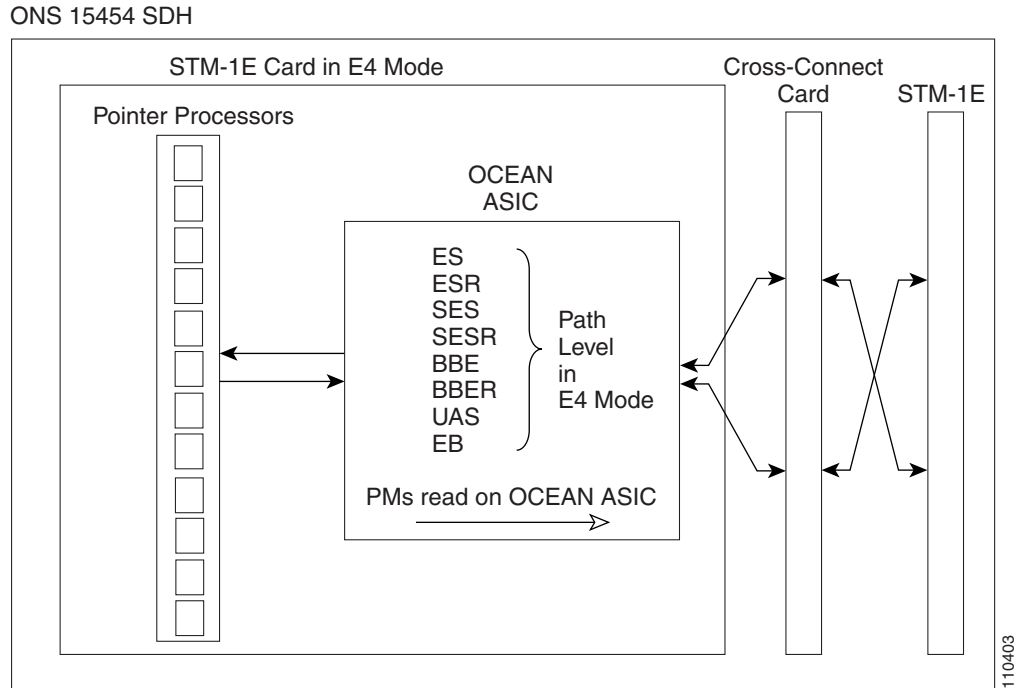 ONS 15454 SDH
STM-1E Card in E4 Mode
Cross-Connect
Card
STM-1E
Pointer Processors
OCEAN
ASIC
ES
ESR
SES
SESR
BBE
BBER
UAS
EB
Path
Level
in
E4 Mode
PMs read on OCEAN ASIC
110403